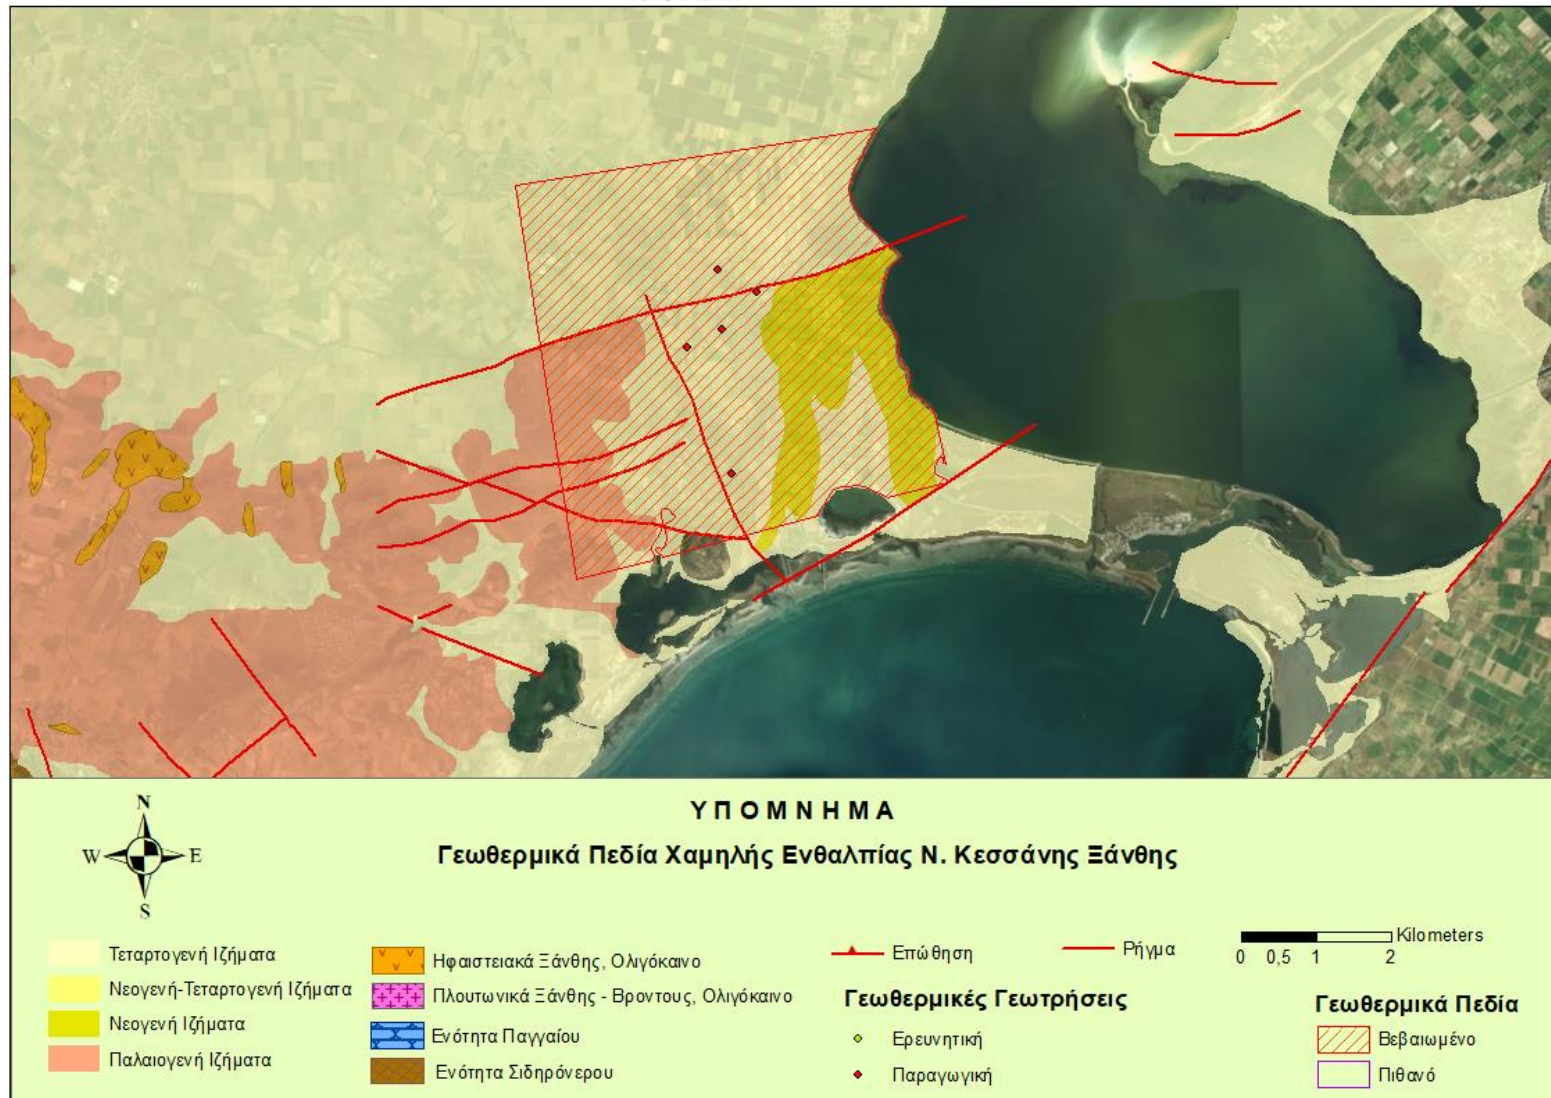 ΥΠΟΜΝΗΜΑ
Γεωθερμικά Πεδία Χαμηλής Ενθαλπίας Ν. Κεσσάνης Ξάνθης
N
W E
S
Τεταρτογενή Ιζήματα
Νεογενή-Τεταρτογενή Ιζήματα
Νεογενή Ιζήματα
Παλαιογενή Ιζήματα
Ηφαιστειακά Ξάνθης, Ολιγόκαινο
Πλουτωνικά Ξάνθης - Βροντους, Ολιγόκαινο
Ενότητα Παγγαίου
Ενότητα Σιδηρόνερου
Επώθηση
Ρήγμα
Γεωθερμικές Γεωτρήσεις
Ερευνητική
Παραγωγική
Kilometers
0 0,5 1 2
Γεωθερμικά Πεδία
Βεβαιωμένο
Πιθανό